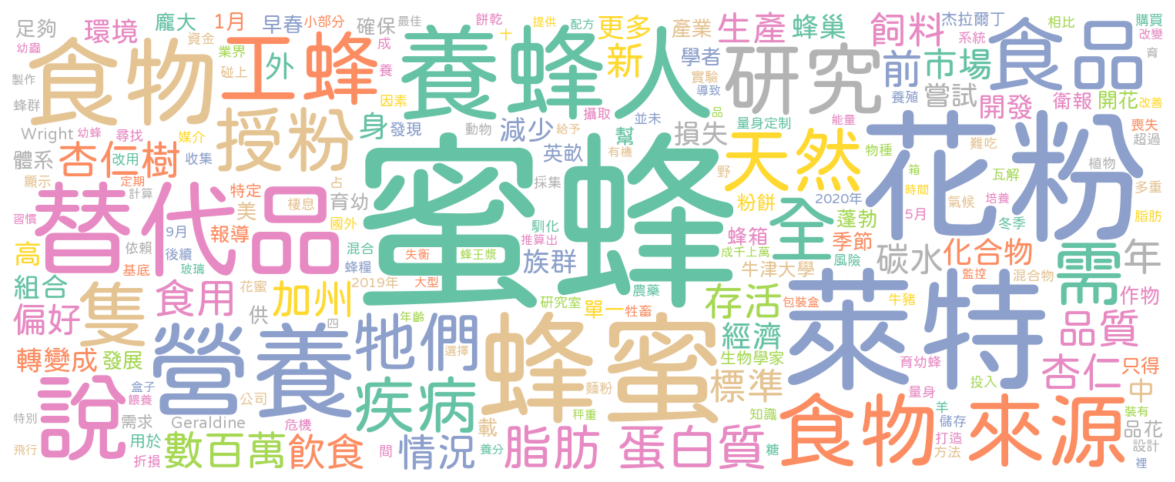 足夠 環境 龐大 1月 早春 小部分 餅乾 確保 最佳 提供 配方 更多 產業 生產 蜂巢 飼料 杰拉爾丁 相比 購買
幼蟲 資金 業界 外 碰上 成 養 十 新 學者 實驗 導致 前 市場 系統 改變 育
食物 工蜂 養蜂人 研究 食品
製作 蜂群 因素 攝取 並未 品 養殖 嘗試 開發 衛報 開花 改善
Wright 幼蜂 尋找 媒介 授粉 身 發現 動物 減少 給予 幫 損失 量身定制 能量 難吃 喪失 超過
體系 杏仁樹 改用 收集 英畝 有機 野 天然 物種 花粉 植物
顯示 定期 計算 特定 占 採集 箱 時間 培養 瓦解 多重
習慣 替代品 棲息 育幼 蜜蜂 馴化 粉餅 2020年 氣候 脂肪
9月 美 國外 推算出 全 蓬勃 5月 冬季
高 依賴 後續 報導 混合 失衡 蜂王漿 族群 蜂箱 成千上萬 季節 碳水 化合物 需 年
基底 玻璃 蜂糧 風險 監控
組合 隻 食用 花蜜 加州 2019年 大型 農藥 牛津大學 混合物
偏好 供 四 年齡 研究室 單一 牲畜 存活 包裝盒 牛豬 作物
營養 牠們 蜂蜜 經濟 萊特 品質
轉變成 發展 選擇 生物學家 育幼蜂 杏仁 只得
說 盒子 餵養 公司 疾病 麵粉 標準 量身 投入 中
特別 需求 Geraldine 危機 載 秤重 知識 食物來源 羊 儲存 裝有 品花
飛行 用於 折損 數百萬 飲食 間 情況 養分 脂肪 蛋白質 糖 打造 方法 設計 裡